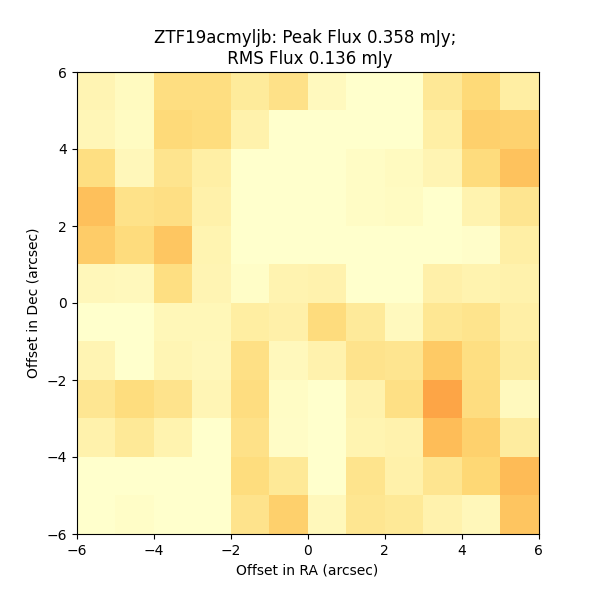 ZTF19acmyljb: Peak Flux 0.358 mJy;
RMS Flux 0.136 mJy
6
4
2
0
−2
−4
−6
Offset in Dec (arcsec)
−6 −4 −2 0 2 4 6
Offset in RA (arcsec)